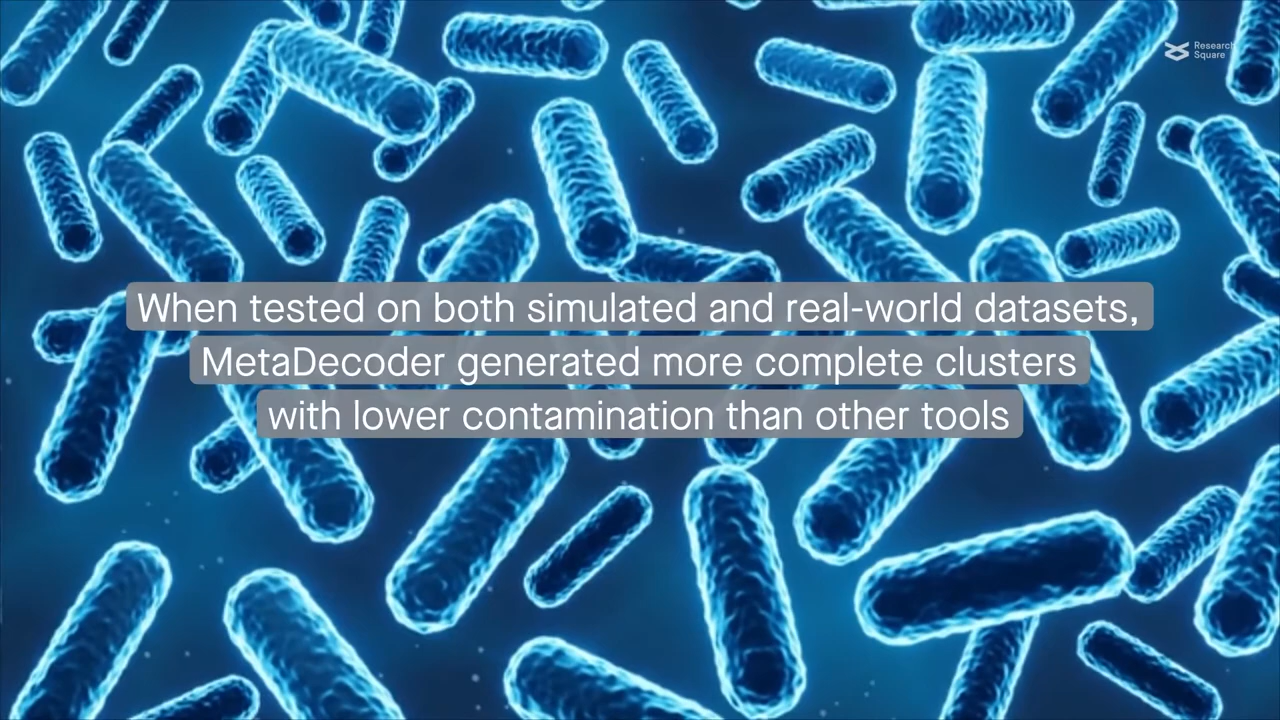 Research
Square
When tested on both simulated and real-world datasets,
MetaDecoder generated more complete clusters
with lower contamination than other tools